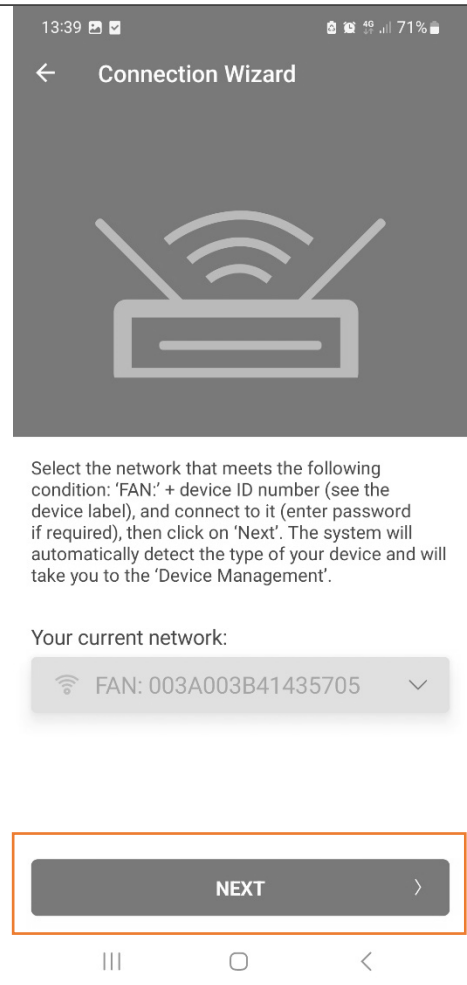 13:39 4G 71%
Connection Wizard
Select the network that meets the following
condition: ‘FAN:’ + device ID number (see the
device label), and connect to it (enter password
if required), then click on ‘Next’. The system will
automatically detect the type of your device and will
take you to the ‘Device Management’.
Your current network:
FAN: 003A003B41435705
NEXT